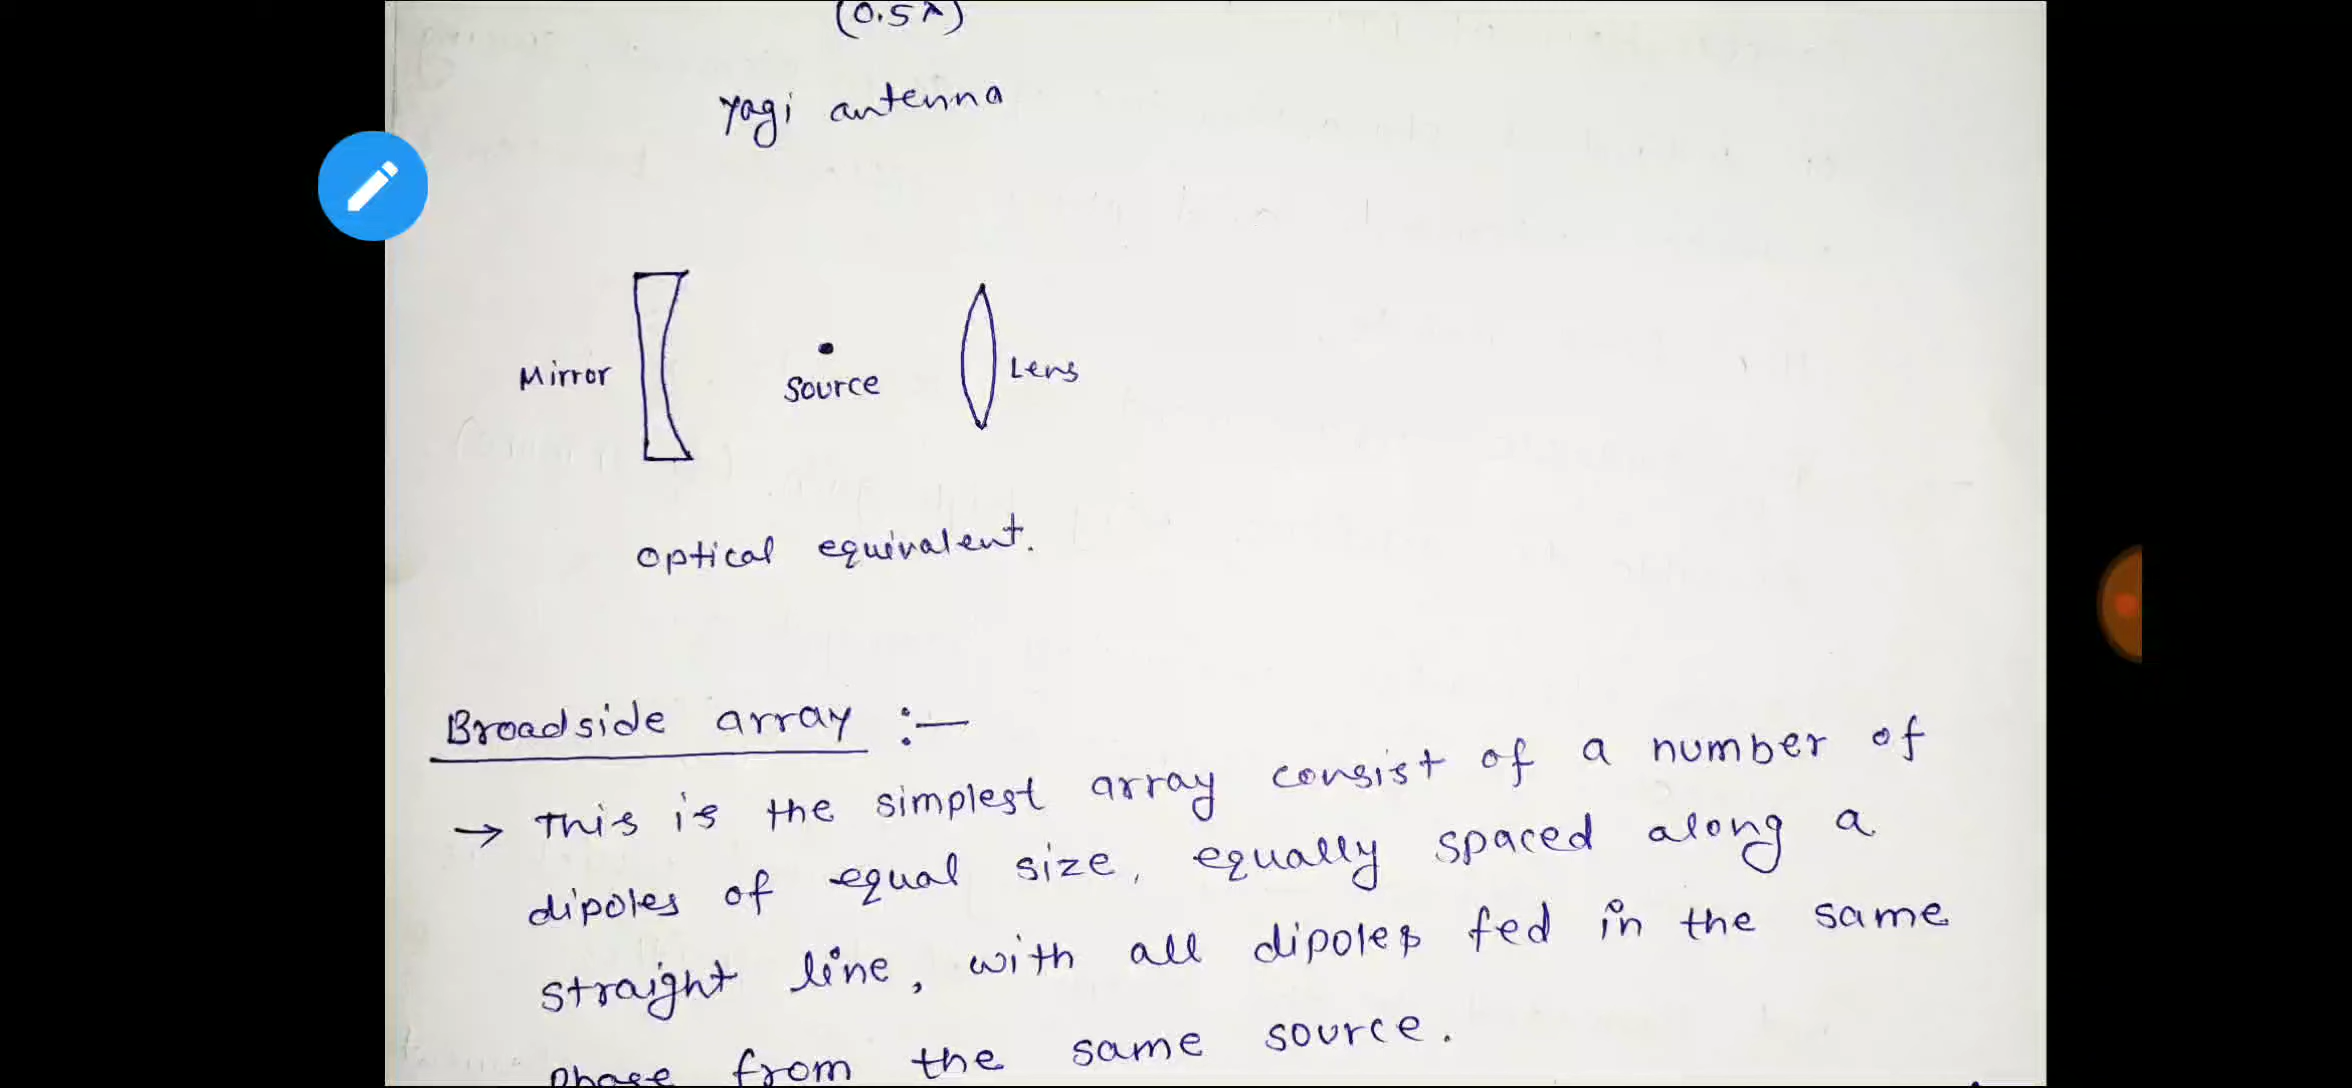 (0.5λ)
Yagi antenna
Mirror
Source
Lens
Optical equivalent.
Broadside array :—
→ This is the simplest array consist of a number of
dipoles of equal size, equally spaced along a
straight line, with all dipoles fed in the same
phase from the same source.